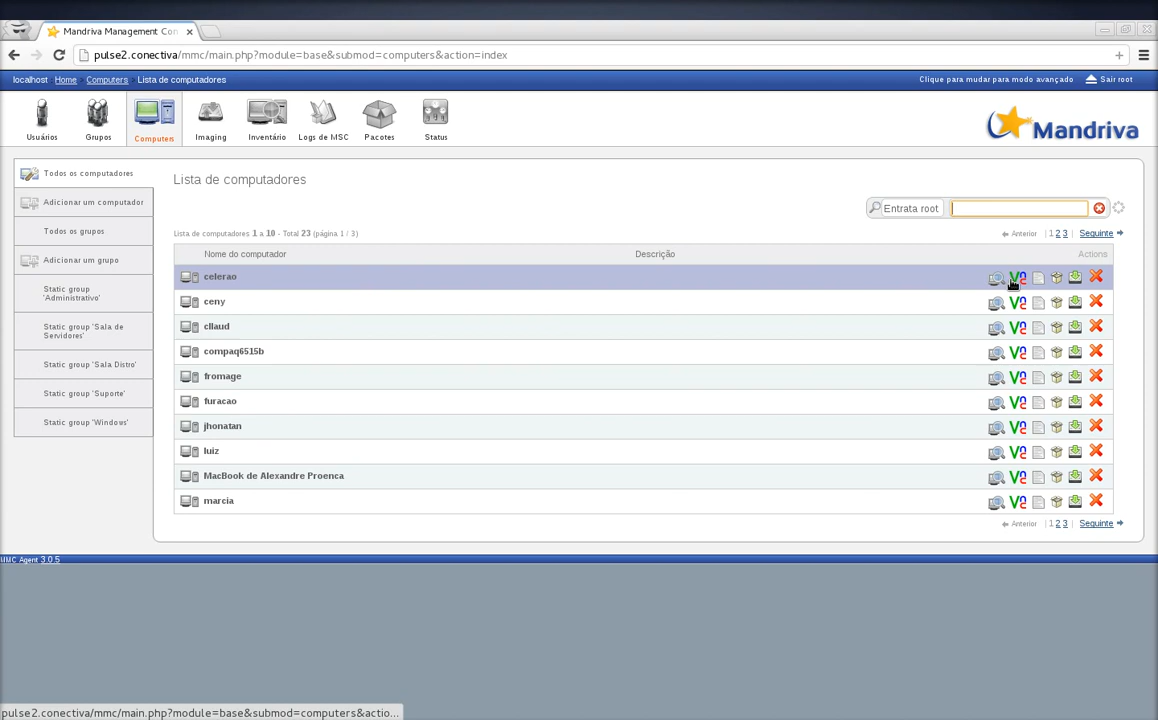 Mandriva Management Con
pulse2.conectiva/mmc/main.php?module=base&submod=computers&action=index
localhost Home Computers Lista de computadores Clique para mudar para modo avançado Sair root
Usuários Grupos Computers Imaging Inventário Logs de MSC Pacotes Status
Mandriva
Todos os computadores
Adicionar um computador
Todos os grupos
Adicionar um grupo
Static group
'Administrativo'
Static group 'Sala de
Servidores'
Static group 'Sala Distro'
Static group 'Suporte'
Static group 'Windows'
Lista de computadores
Entrata root
Lista de computadores 1 a 10 - Total 23 (página 1 / 3) Anterior | 1 2 3 | Seguinte
Nome do computador Descrição Actions
celerao
ceny
cllaud
compaq6515b
fromage
furacao
jhonatan
luiz
MacBook de Alexandre Proenca
marcia
Anterior | 1 2 3 | Seguinte
MMC Agent 3.0.5
pulse2.conectiva/mmc/main.php?module=base&submod=computers&actio...